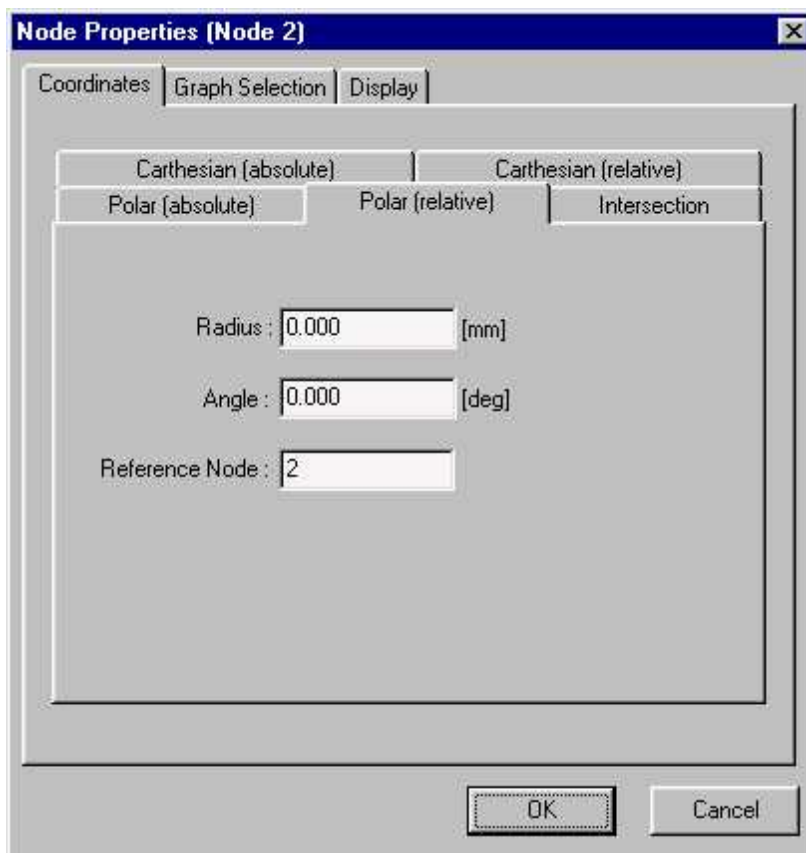 Node Properties (Node 2)
Coordinates Graph Selection Display
Carthesian (absolute) Carthesian (relative)
Polar (absolute) Polar (relative) Intersection
Radius : 0.000 [mm]
Angle : 0.000 [deg]
Reference Node : 2
OK Cancel